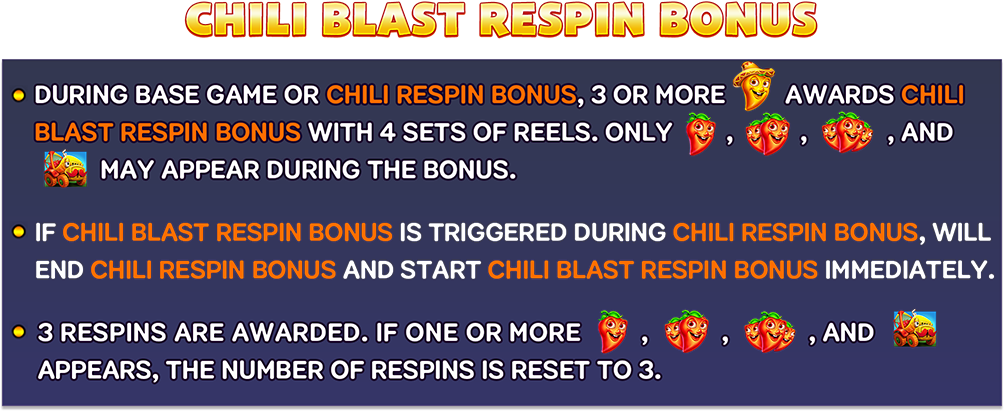 CHILI BLAST RESPIN BONUS
DURING BASE GAME OR CHILI RESPIN BONUS, 3 OR MORE AWARDS CHILI
BLAST RESPIN BONUS WITH 4 SETS OF REELS. ONLY , , , AND
MAY APPEAR DURING THE BONUS.
IF CHILI BLAST RESPIN BONUS IS TRIGGERED DURING CHILI RESPIN BONUS, WILL
END CHILI RESPIN BONUS AND START CHILI BLAST RESPIN BONUS IMMEDIATELY.
3 RESPINS ARE AWARDED. IF ONE OR MORE , , , AND
APPEARS, THE NUMBER OF RESPINS IS RESET TO 3.